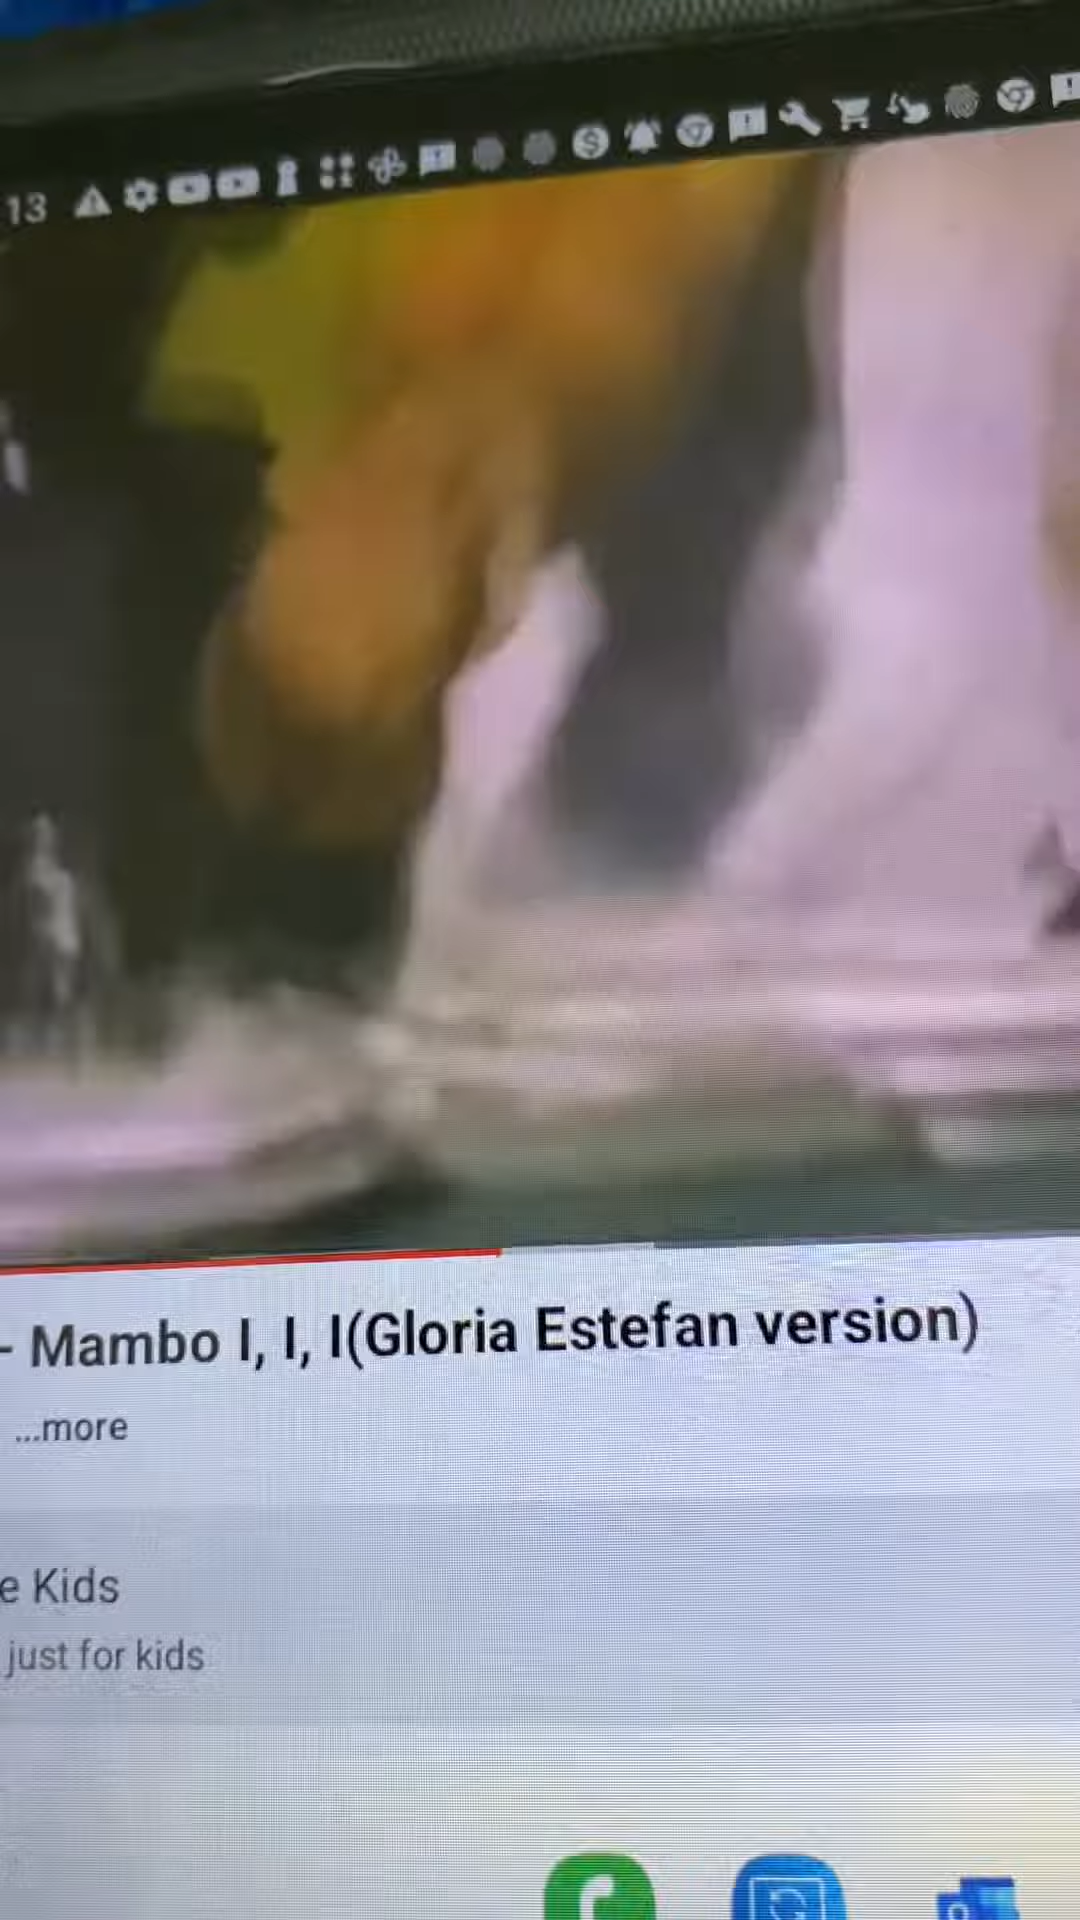 13
- Mambo I, I, I(Gloria Estefan version)
...more
e Kids
just for kids